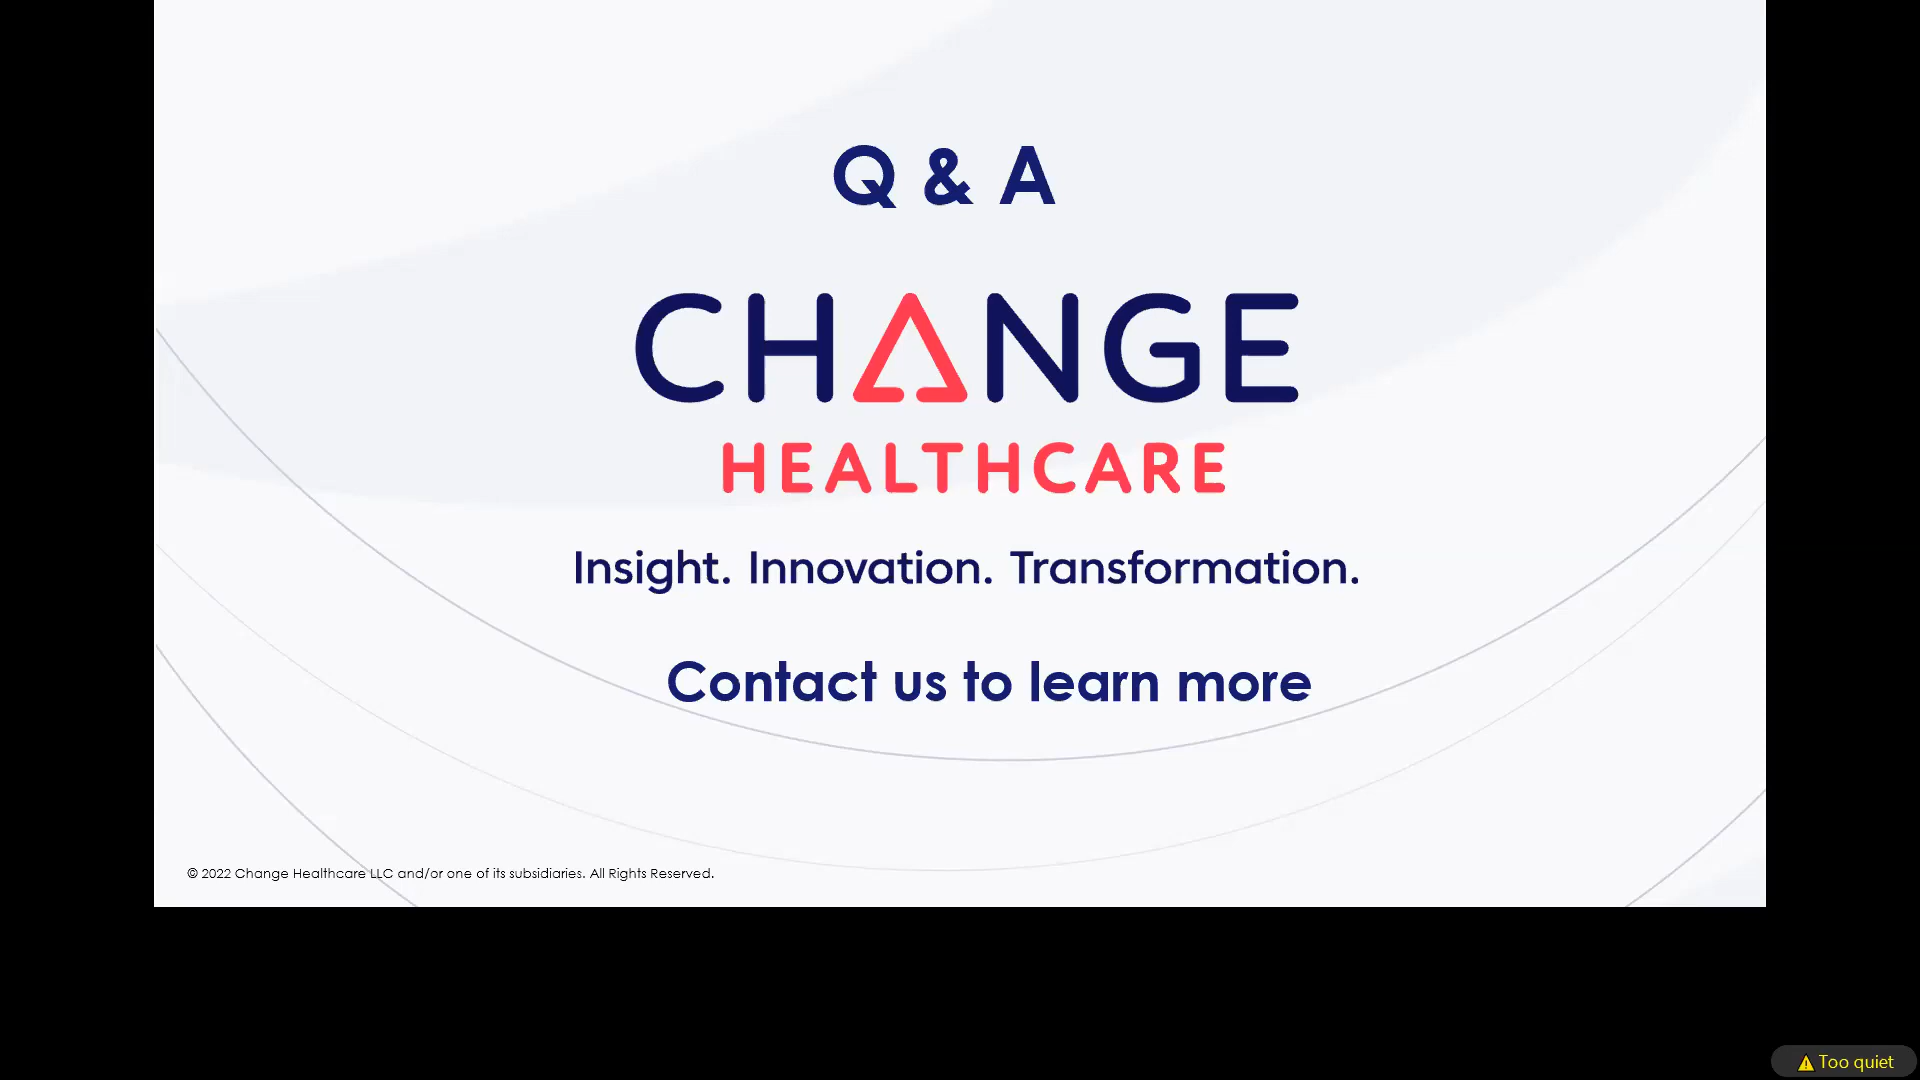 Q & A
CHANGE
HEALTHCARE
Insight. Innovation. Transformation.
Contact us to learn more
© 2022 Change Healthcare LLC and/or one of its subsidiaries. All Rights Reserved.
Too quiet